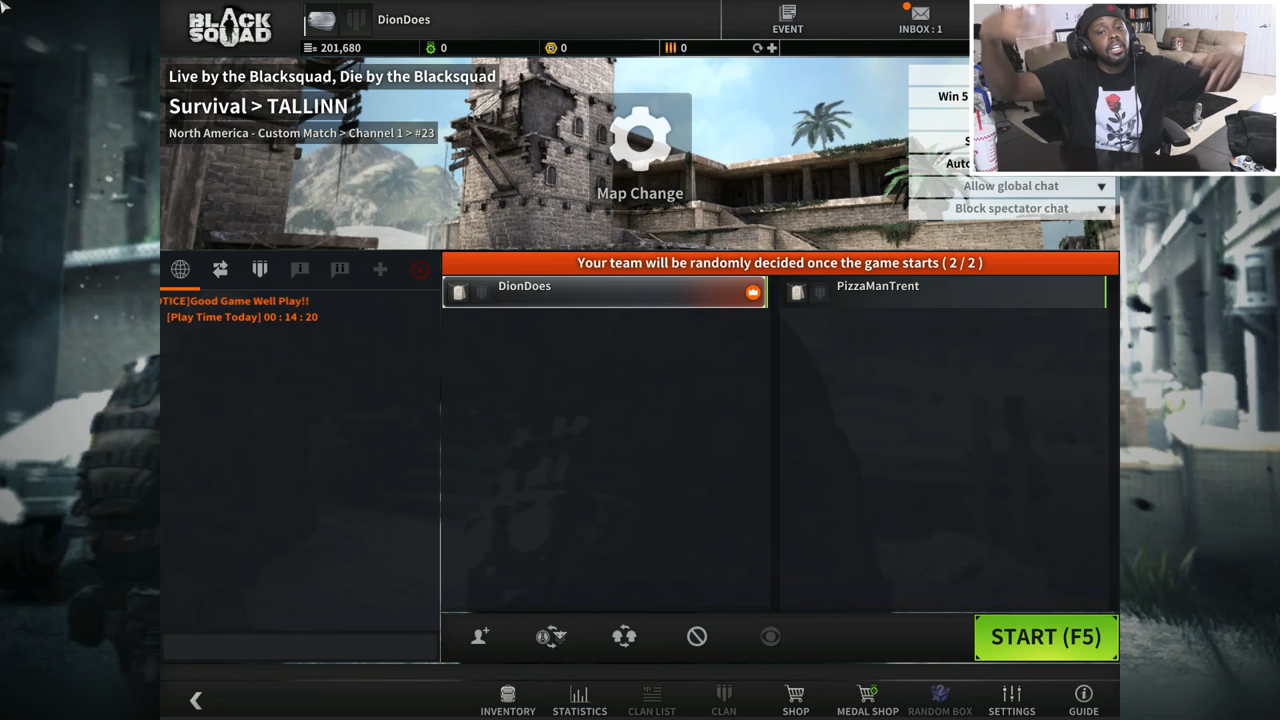 BLACK SQUAD
DionDoes
EVENT
INBOX : 1
201,680
0
0
0
Live by the Blacksquad, Die by the Blacksquad
Survival > TALLINN
North America - Custom Match > Channel 1 > #23
Map Change
Win 5
Allow global chat
Block spectator chat
Your team will be randomly decided once the game starts ( 2 / 2 )
DionDoes
PizzaManTrent
TICE]Good Game Well Play!!
[Play Time Today] 00 : 14 : 20
START (F5)
INVENTORY
STATISTICS
CLAN LIST
CLAN
SHOP
MEDAL SHOP
RANDOM BOX
SETTINGS
GUIDE